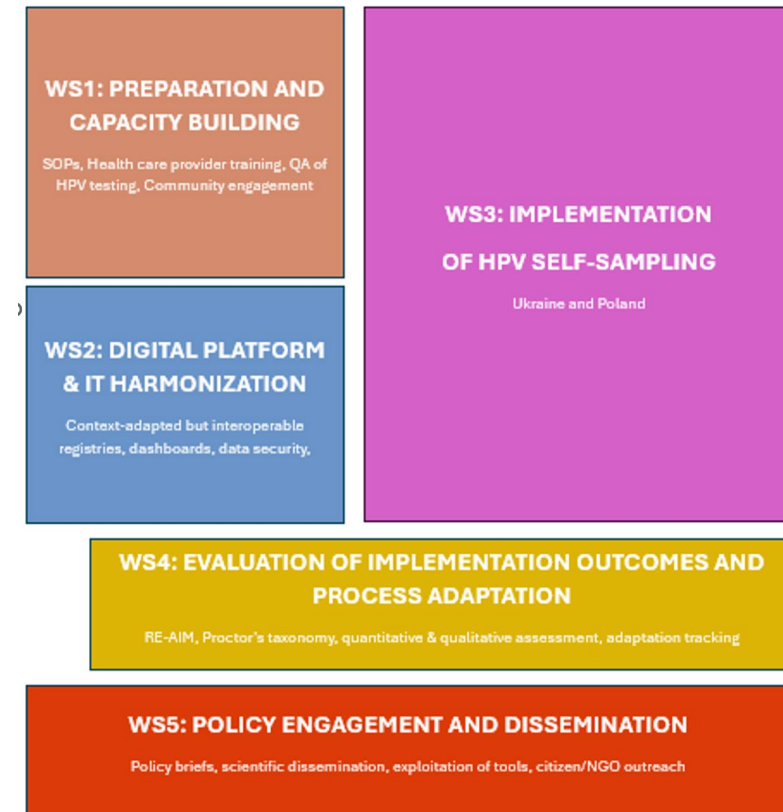 WS1: PREPARATION AND
CAPACITY BUILDING
SOPs, Health care provider training, QA of
HPV testing, Community engagement
WS2: DIGITAL PLATFORM
& IT HARMONIZATION
Context-adapted but interoperable
registries, dashboards, data security,
WS3: IMPLEMENTATION
OF HPV SELF-SAMPLING
Ukraine and Poland
WS4: EVALUATION OF IMPLEMENTATION OUTCOMES AND
PROCESS ADAPTATION
RE-AIM, Proctor's taxonomy, quantitative & qualitative assessment, adaptation tracking
WS5: POLICY ENGAGEMENT AND DISSEMINATION
Policy briefs, scientific dissemination, exploitation of tools, citizen/NGO outreach